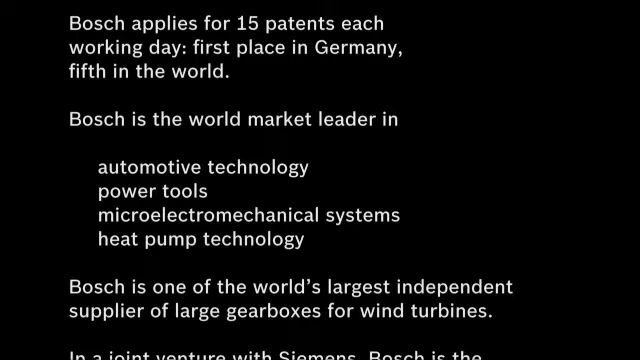 Bosch applies for 15 patents each
working day: first place in Germany,
fifth in the world.
Bosch is the world market leader in
automotive technology
power tools
microelectromechanical systems
heat pump technology
Bosch is one of the world’s largest independent
supplier of large gearboxes for wind turbines.
In a joint venture with Siemens, Bosch is the